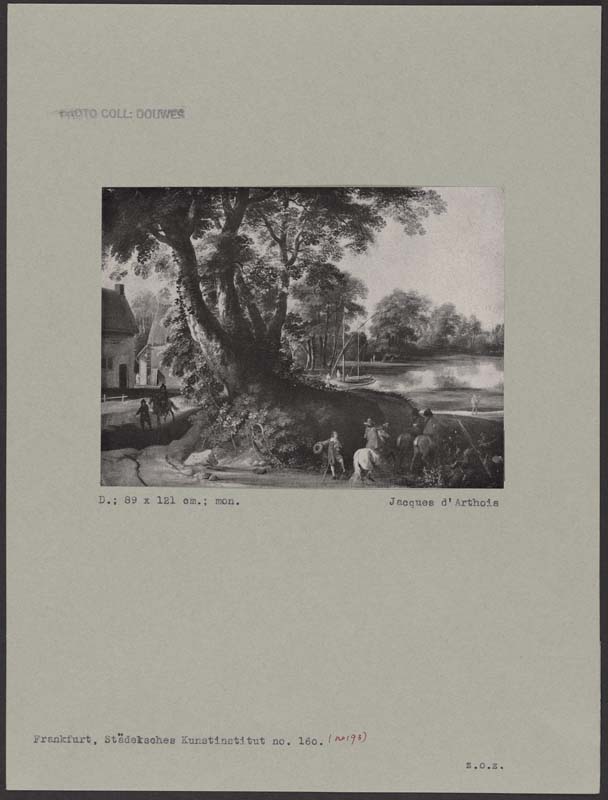 PHOTO COLL: DOUWES
D.; 89 x 121 cm.; mon.
Jacques d'Arthois
Frankfurt, Städelsches Kunstinstitut no. 160. (no 193)
z.o.z.